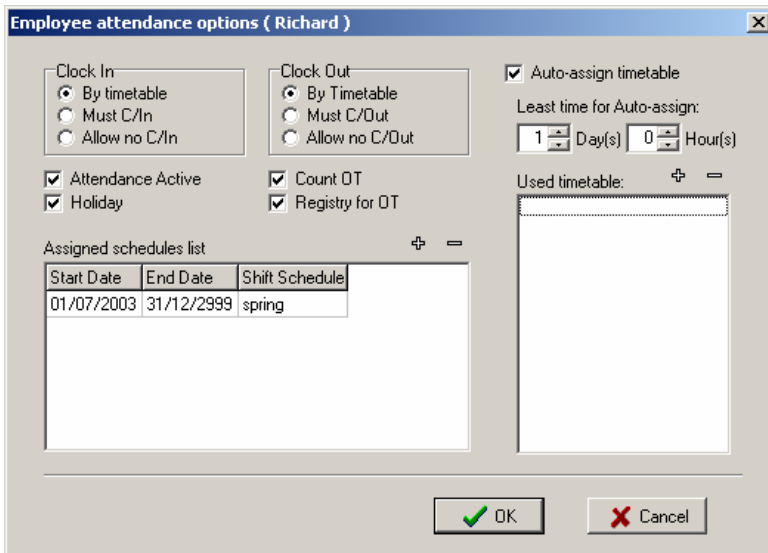 Employee attendance options ( Richard )
Clock In
By timetable
Must C/In
Allow no C/In
Clock Out
By Timetable
Must C/Out
Allow no C/Out
Auto-assign timetable
Least time for Auto-assign:
1 Day(s) 0 Hour(s)
Attendance Active
Holiday
Count OT
Registry for OT
Used timetable:
Assigned schedules list
Start Date End Date Shift Schedule
01/07/2003 31/12/2999 spring
OK Cancel